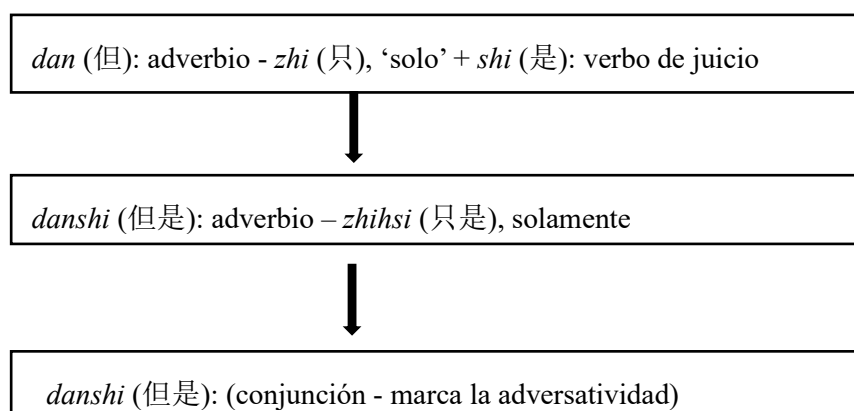 dan (但): adverbio - zhi (只), ‘solo’ + shi (是): verbo de juicio
danshi (但是): adverbio – zhihsi (只是), solamente
danshi (但是): (conjunción - marca la adversatividad)